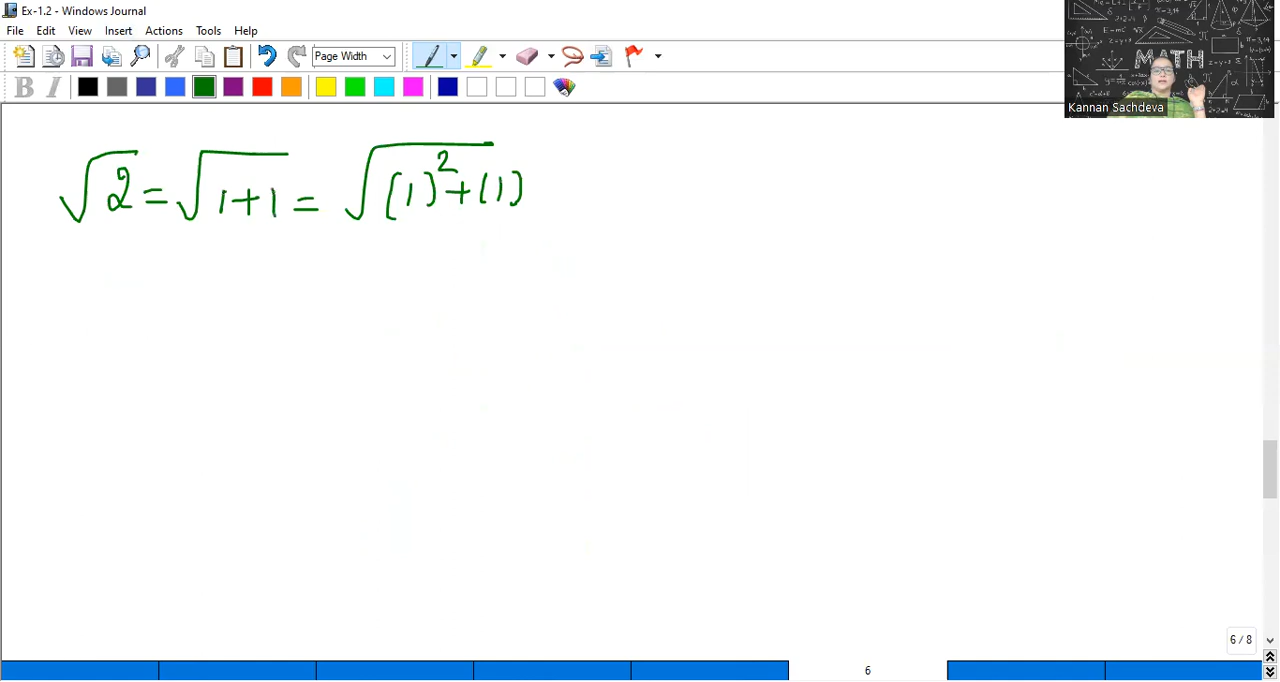 Ex-1.2 - Windows Journal
File Edit View Insert Actions Tools Help
Page Width
B I
MATH
Kannan Sachdeva
√2 = √1+1 = √(1)²+(1)
6 / 8
6